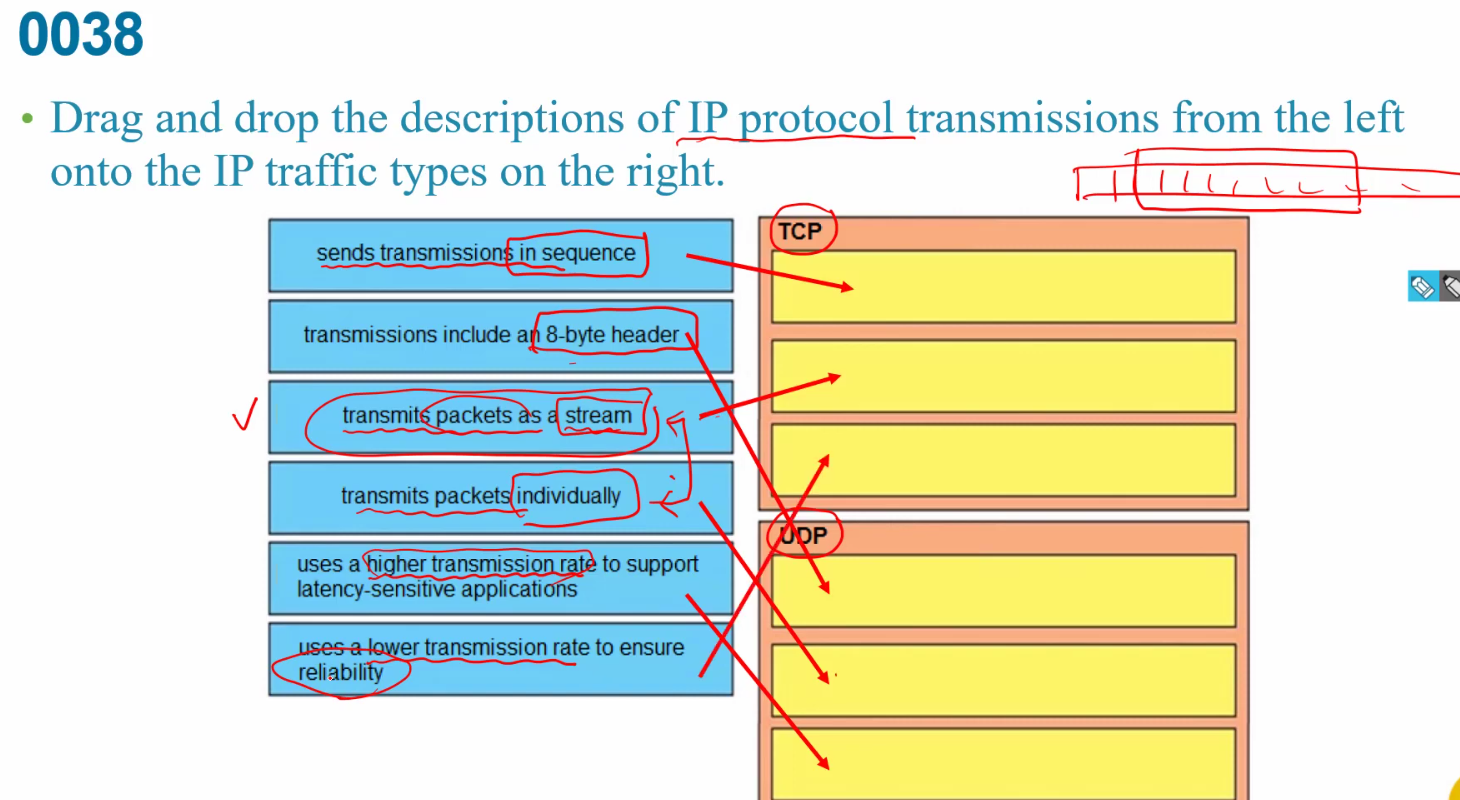 0038
• Drag and drop the descriptions of IP protocol transmissions from the left
onto the IP traffic types on the right.
sends transmissions in sequence
transmissions include an 8-byte header
transmits packets as a stream
transmits packets individually
uses a higher transmission rate to support
latency-sensitive applications
uses a lower transmission rate to ensure
reliability
TCP
UDP